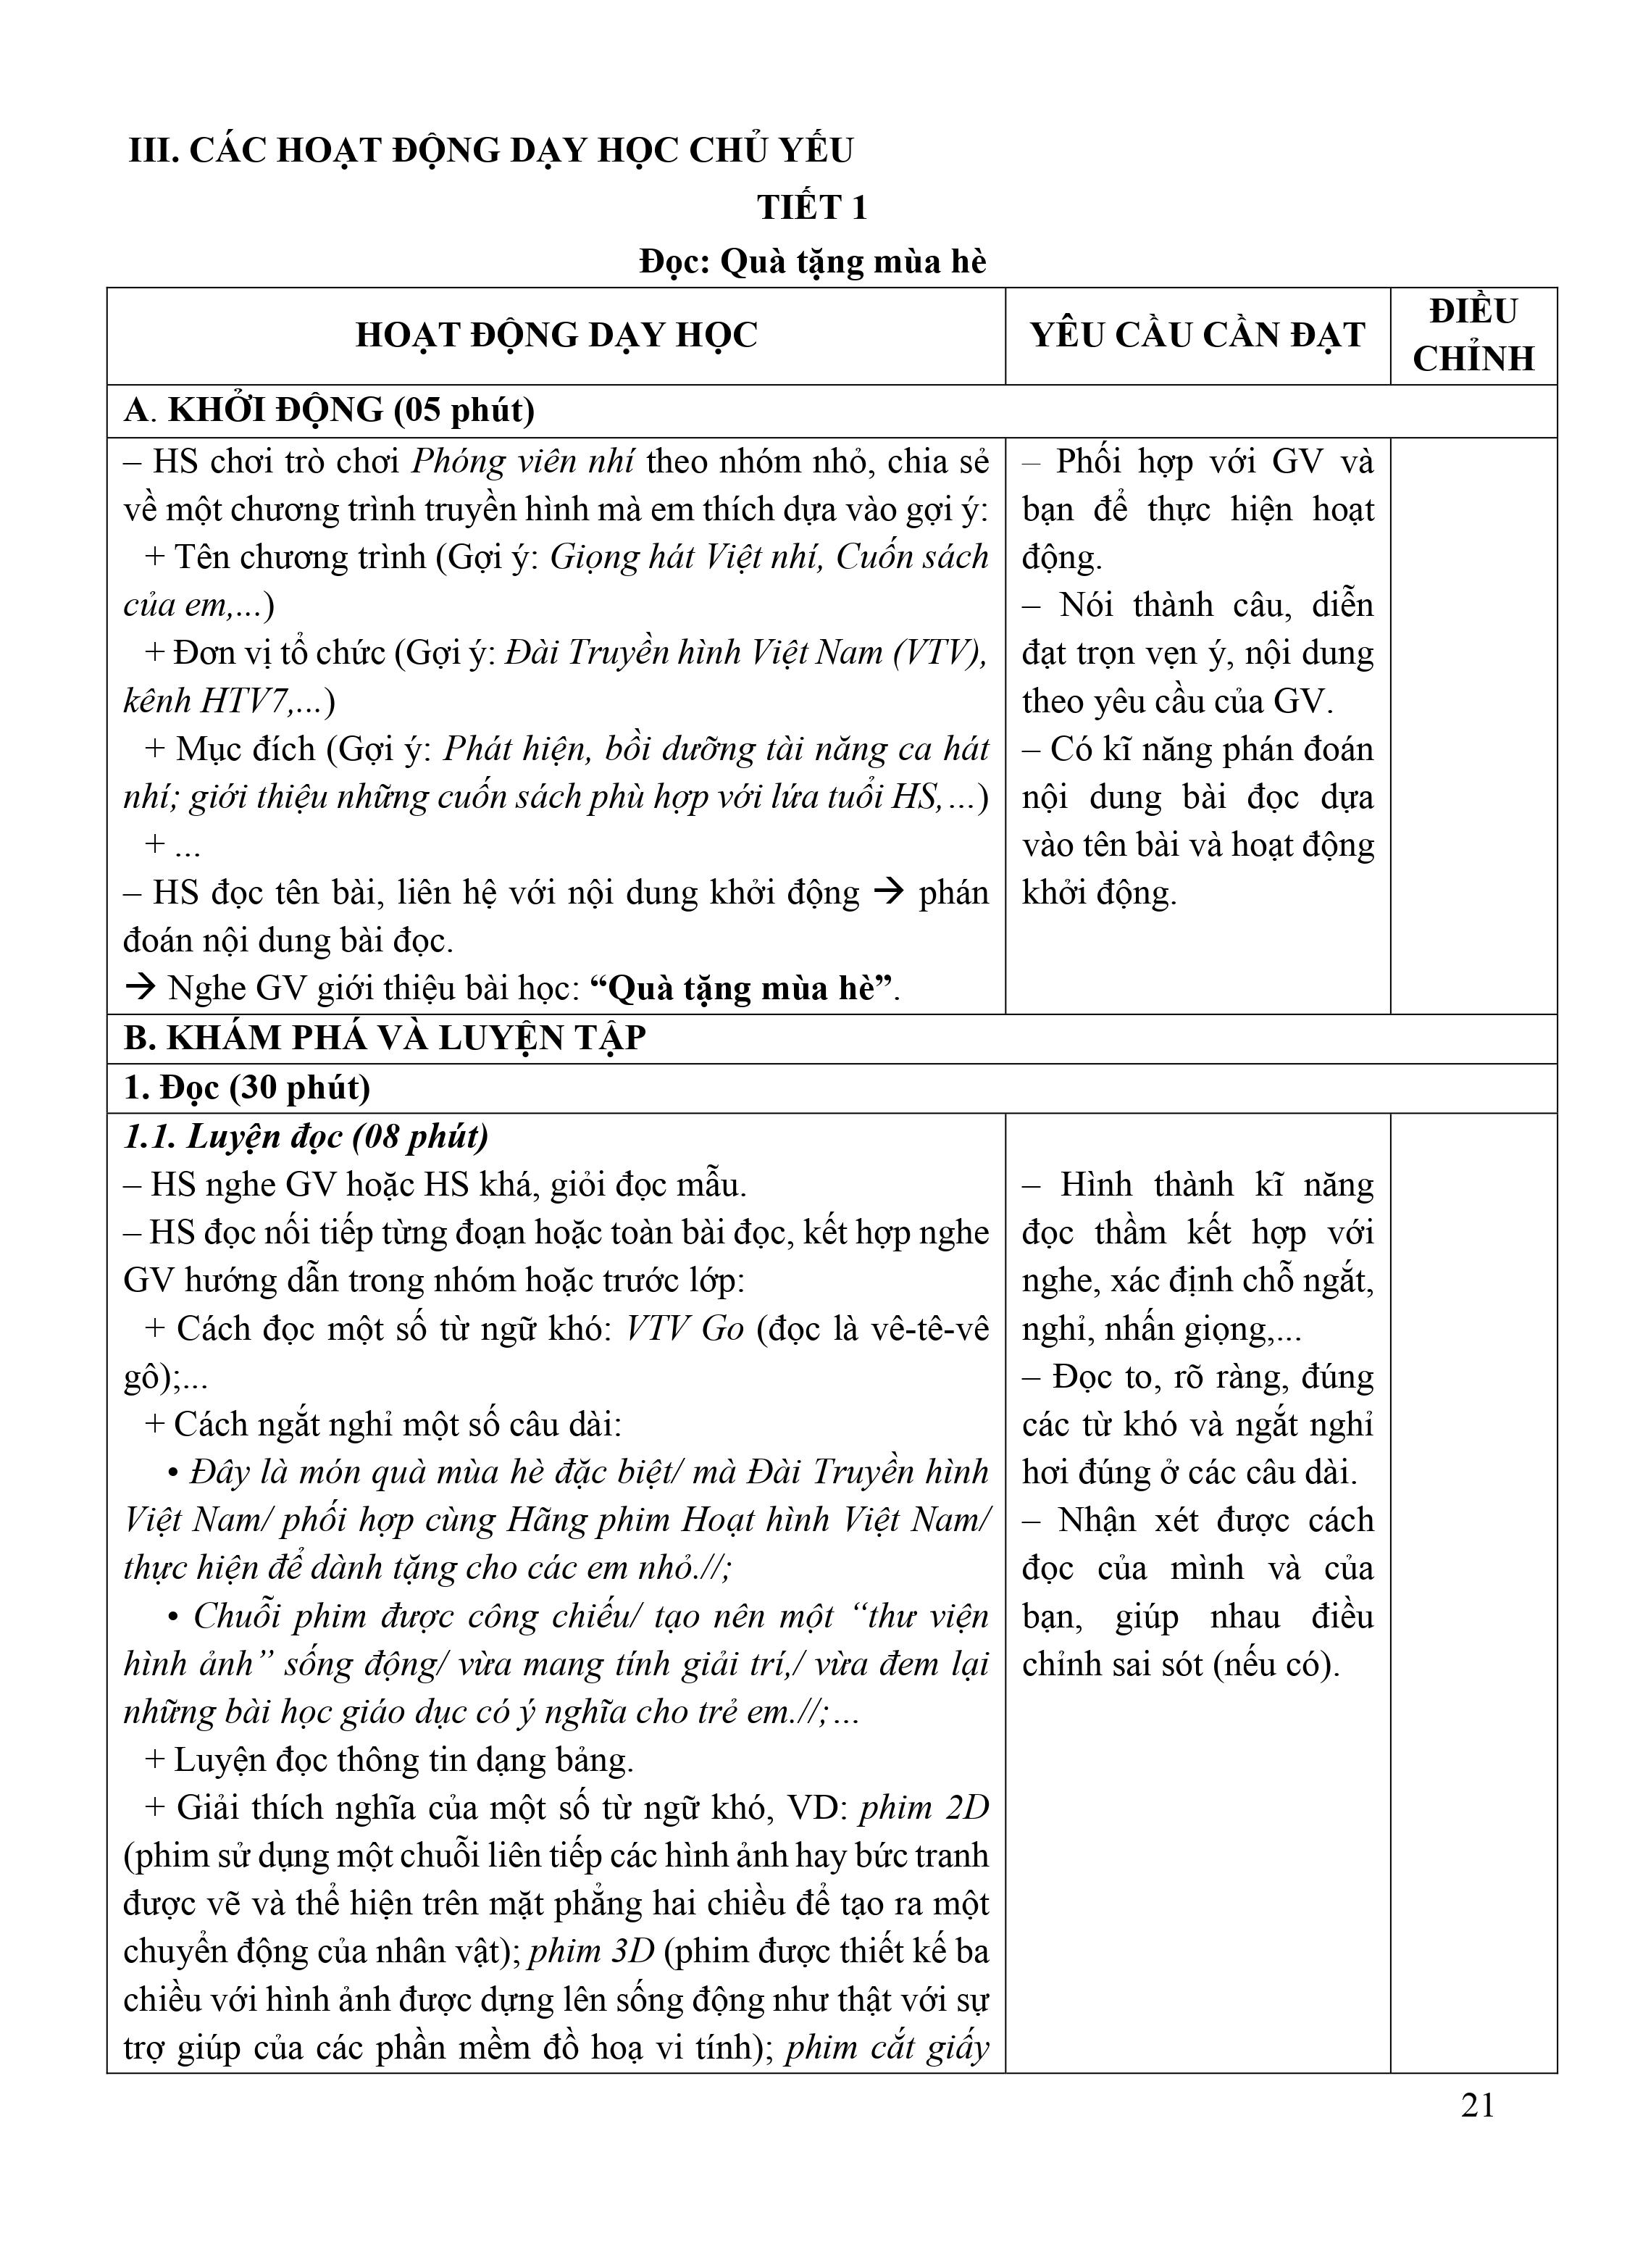 III. CÁC HOẠT ĐỘNG DẠY HỌC CHỦ YẾU
TIẾT 1
Đọc: Quà tặng mùa hè
HOẠT ĐỘNG DẠY HỌC
YÊU CẦU CẦN ĐẠT
ĐIỀU
CHỈNH
A. KHỞI ĐỘNG (05 phút)
– HS chơi trò chơi Phóng viên nhí theo nhóm nhỏ, chia sẻ
về một chương trình truyền hình mà em thích dựa vào gợi ý:
+ Tên chương trình (Gợi ý: Giọng hát Việt nhí, Cuốn sách
của em,...)
+ Đơn vị tổ chức (Gợi ý: Đài Truyền hình Việt Nam (VTV),
kênh HTV7,...)
+ Mục đích (Gợi ý: Phát hiện, bồi dưỡng tài năng ca hát
nhí; giới thiệu những cuốn sách phù hợp với lứa tuổi HS,...)
+ ...
– HS đọc tên bài, liên hệ với nội dung khởi động → phán
đoán nội dung bài đọc.
→ Nghe GV giới thiệu bài học: “Quà tặng mùa hè”.
– Phối hợp với GV và
bạn để thực hiện hoạt
động.
– Nói thành câu, diễn
đạt trọn vẹn ý, nội dung
theo yêu cầu của GV.
– Có kĩ năng phán đoán
nội dung bài đọc dựa
vào tên bài và hoạt động
khởi động.
B. KHÁM PHÁ VÀ LUYỆN TẬP
1. Đọc (30 phút)
1.1. Luyện đọc (08 phút)
– HS nghe GV hoặc HS khá, giỏi đọc mẫu.
– HS đọc nối tiếp từng đoạn hoặc toàn bài đọc, kết hợp nghe
GV hướng dẫn trong nhóm hoặc trước lớp:
+ Cách đọc một số từ ngữ khó: VTV Go (đọc là vê-tê-vê
gô);...
+ Cách ngắt nghỉ một số câu dài:
• Đây là món quà mùa hè đặc biệt/ mà Đài Truyền hình
Việt Nam/ phối hợp cùng Hãng phim Hoạt hình Việt Nam/
thực hiện để dành tặng cho các em nhỏ.//;
• Chuỗi phim được công chiếu/ tạo nên một “thư viện
hình ảnh” sống động/ vừa mang tính giải trí,/ vừa đem lại
những bài học giáo dục có ý nghĩa cho trẻ em.//;...
+ Luyện đọc thông tin dạng bảng.
+ Giải thích nghĩa của một số từ ngữ khó, VD: phim 2D
(phim sử dụng một chuỗi liên tiếp các hình ảnh hay bức tranh
được vẽ và thể hiện trên mặt phẳng hai chiều để tạo ra một
chuyển động của nhân vật); phim 3D (phim được thiết kế ba
chiều với hình ảnh được dựng lên sống động như thật với sự
trợ giúp của các phần mềm đồ hoạ vi tính); phim cắt giấy
– Hình thành kĩ năng
đọc thầm kết hợp với
nghe, xác định chỗ ngắt,
nghỉ, nhấn giọng,...
– Đọc to, rõ ràng, đúng
các từ khó và ngắt nghỉ
hơi đúng ở các câu dài.
– Nhận xét được cách
đọc của mình và của
bạn, giúp nhau điều
chỉnh sai sót (nếu có).
21